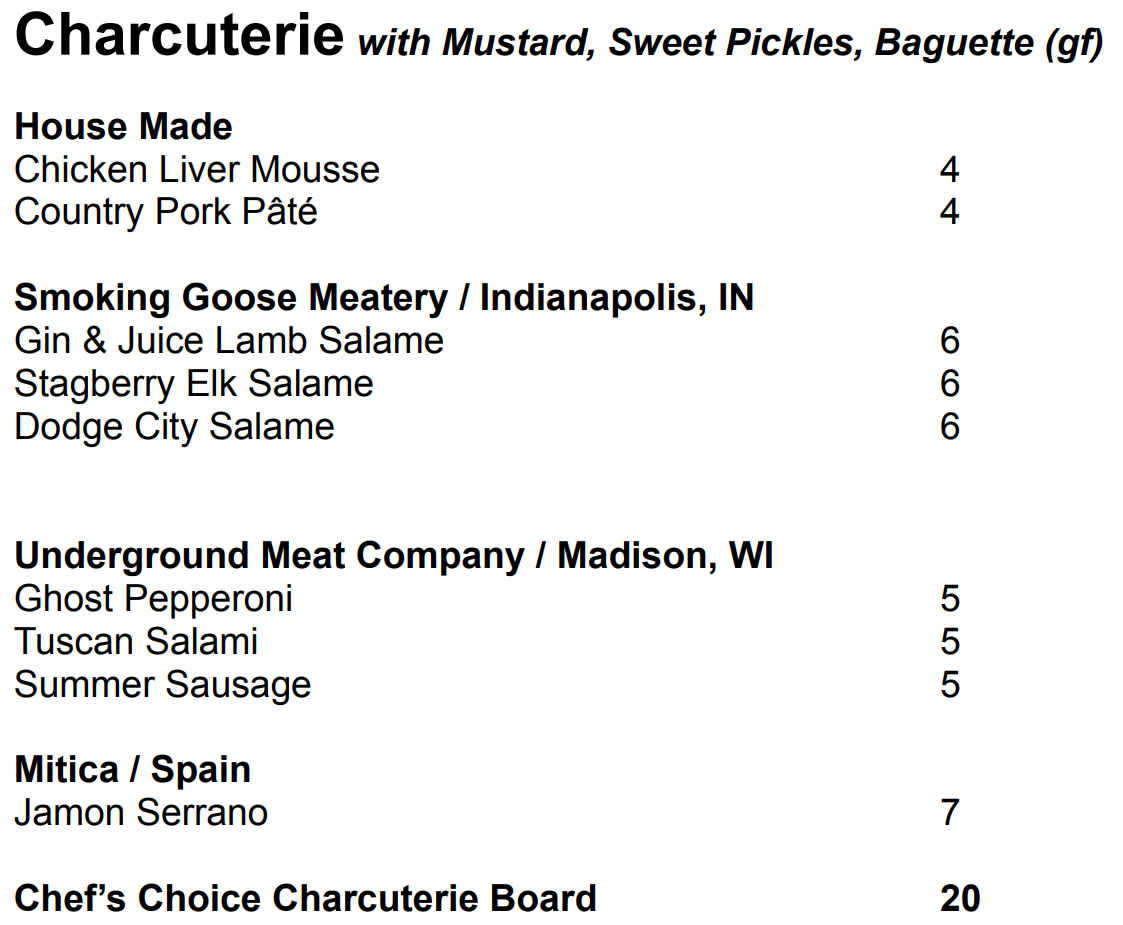 Charcuterie with Mustard, Sweet Pickles, Baguette (gf)
House Made
Chicken Liver Mousse 4
Country Pork Pâté 4
Smoking Goose Meatery / Indianapolis, IN
Gin & Juice Lamb Salame 6
Stagberry Elk Salame 6
Dodge City Salame 6
Underground Meat Company / Madison, WI
Ghost Pepperoni 5
Tuscan Salami 5
Summer Sausage 5
Mitica / Spain
Jamon Serrano 7
Chef’s Choice Charcuterie Board 20